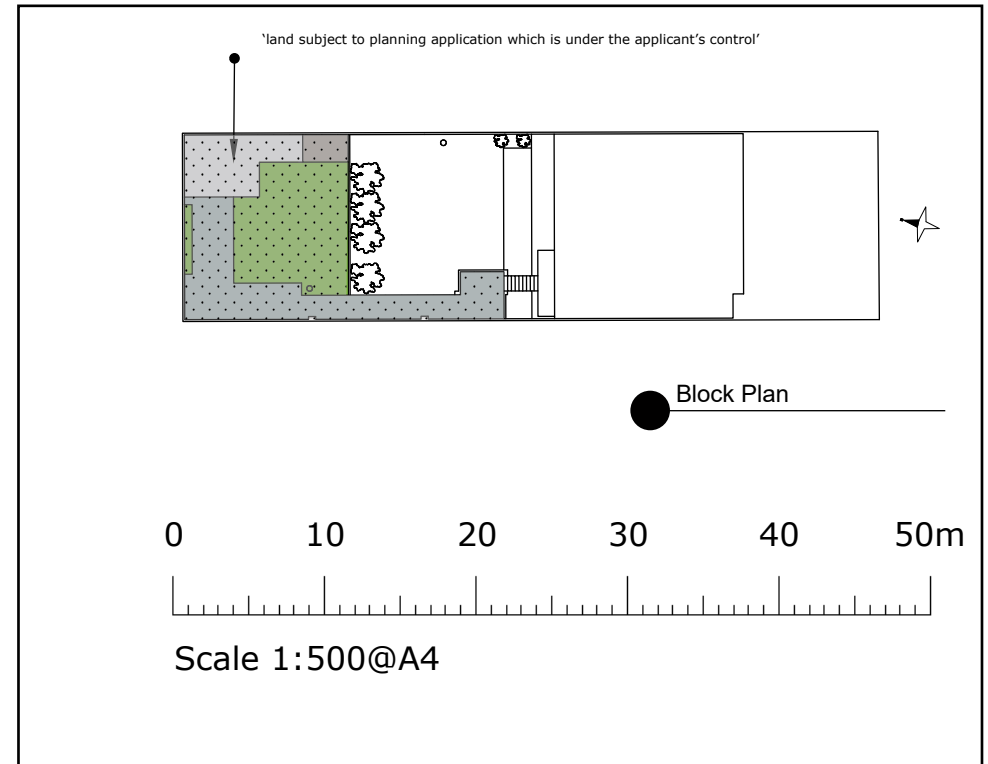 ‘land subject to planning application which is under the applicant’s control’
Block Plan
0 10 20 30 40 50m
Scale 1:500@A4